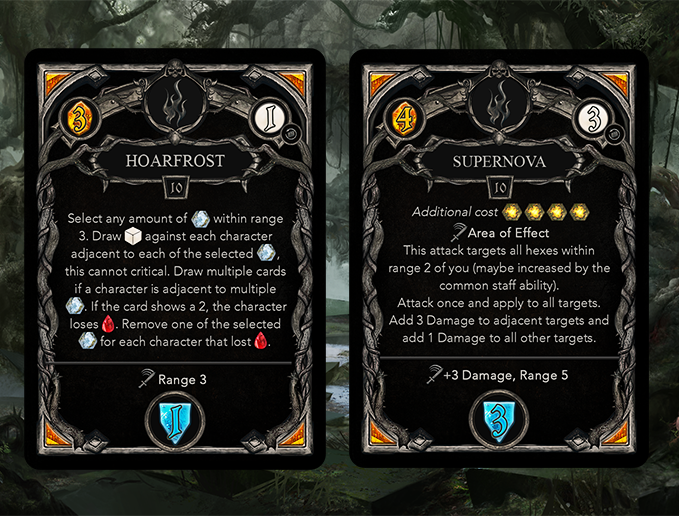 3
1
HOARFROST
10
Select any amount of within range
3. Draw against each character
adjacent to each of the selected ,
this cannot critical. Draw multiple cards
if a character is adjacent to multiple
. If the card shows a 2, the character
loses . Remove one of the selected
for each character that lost .
Range 3
1
4
3
SUPERNOVA
10
Additional cost
Area of Effect
This attack targets all hexes within
range 2 of you (maybe increased by the
common staff ability).
Attack once and apply to all targets.
Add 3 Damage to adjacent targets and
add 1 Damage to all other targets.
+3 Damage, Range 5
3